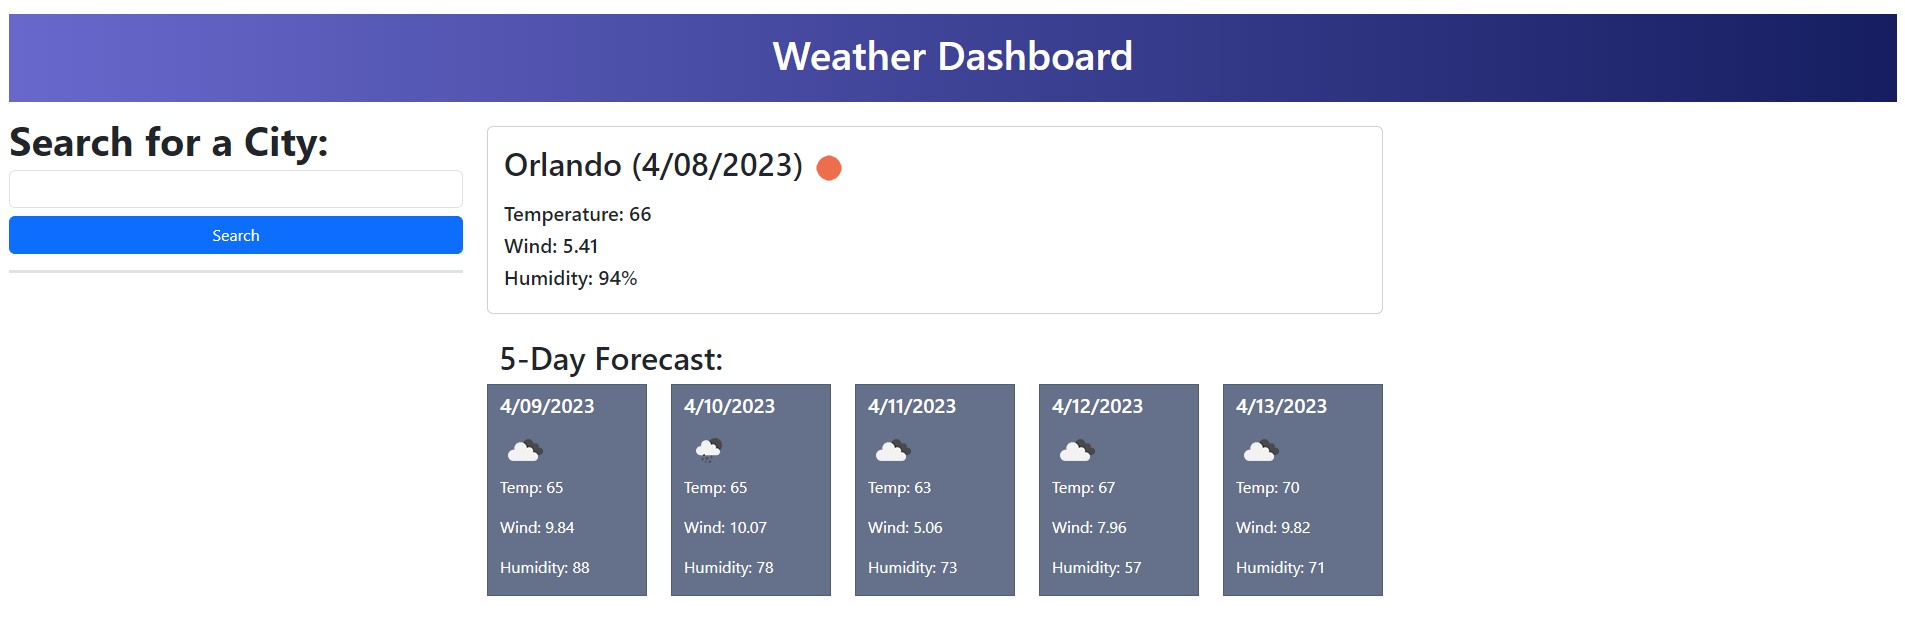 Weather Dashboard
Search for a City:
Search
Orlando (4/08/2023)
Temperature: 66
Wind: 5.41
Humidity: 94%
5-Day Forecast:
4/09/2023
Temp: 65
Wind: 9.84
Humidity: 88
4/10/2023
Temp: 65
Wind: 10.07
Humidity: 78
4/11/2023
Temp: 63
Wind: 5.06
Humidity: 73
4/12/2023
Temp: 67
Wind: 7.96
Humidity: 57
4/13/2023
Temp: 70
Wind: 9.82
Humidity: 71